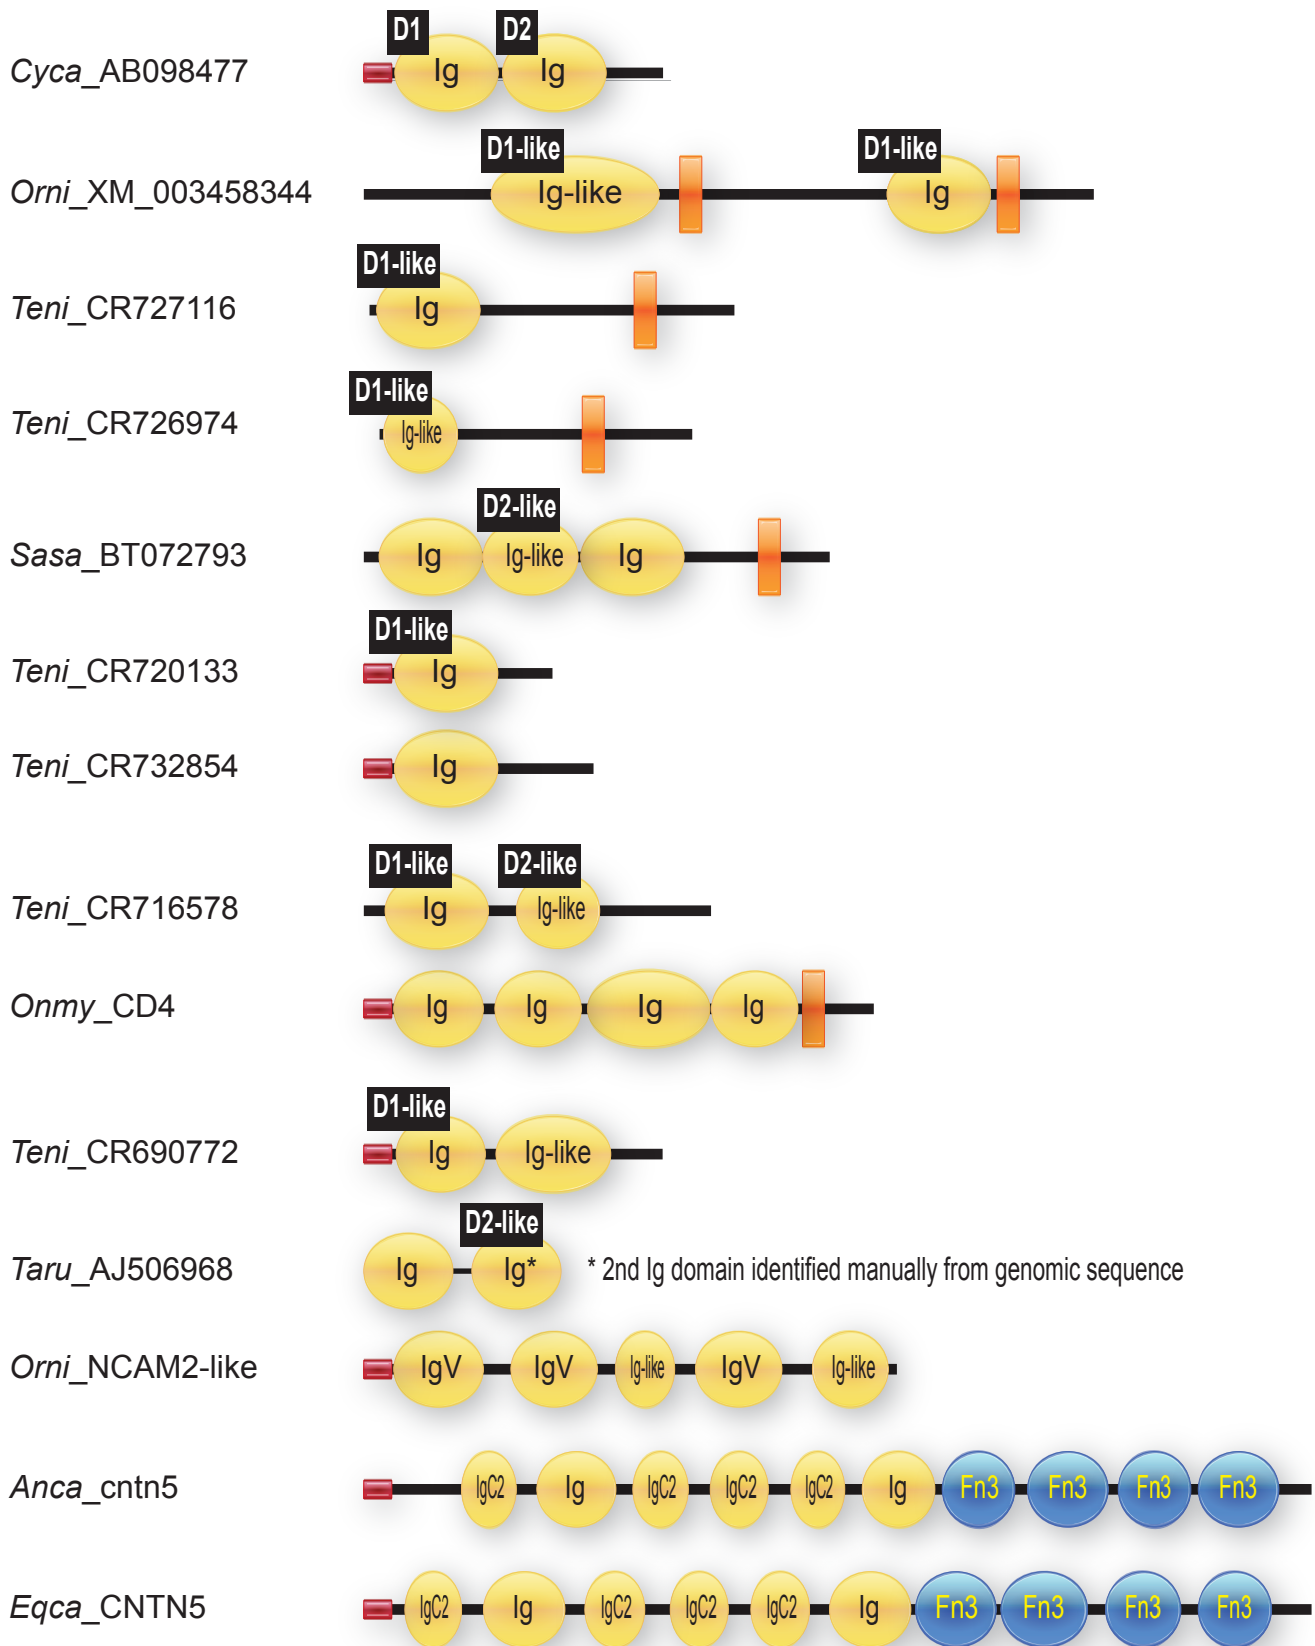 D1 D2
Cyca_AB098477 Ig Ig
D1-like D1-like
Orni_XM_003458344 Ig-like Ig
D1-like
Teni_CR727116 Ig
D1-like
Teni_CR726974 Ig-like
D2-like
Sasa_BT072793 Ig Ig-like Ig
D1-like
Teni_CR720133 Ig
Teni_CR732854 Ig
D1-like D2-like
Teni_CR716578 Ig Ig-like
Onmy_CD4 Ig Ig Ig Ig
D1-like
Teni_CR690772 Ig Ig-like
D2-like
Taru_AJ506968 Ig Ig* * 2nd Ig domain identified manually from genomic sequence
Orni_NCAM2-like IgV IgV Ig-like IgV Ig-like
Anca_cntn5 IgC2 Ig IgC2 IgC2 IgC2 Ig Fn3 Fn3 Fn3 Fn3
Eqca_CNTN5 IgC2 Ig IgC2 IgC2 IgC2 Ig Fn3 Fn3 Fn3 Fn3